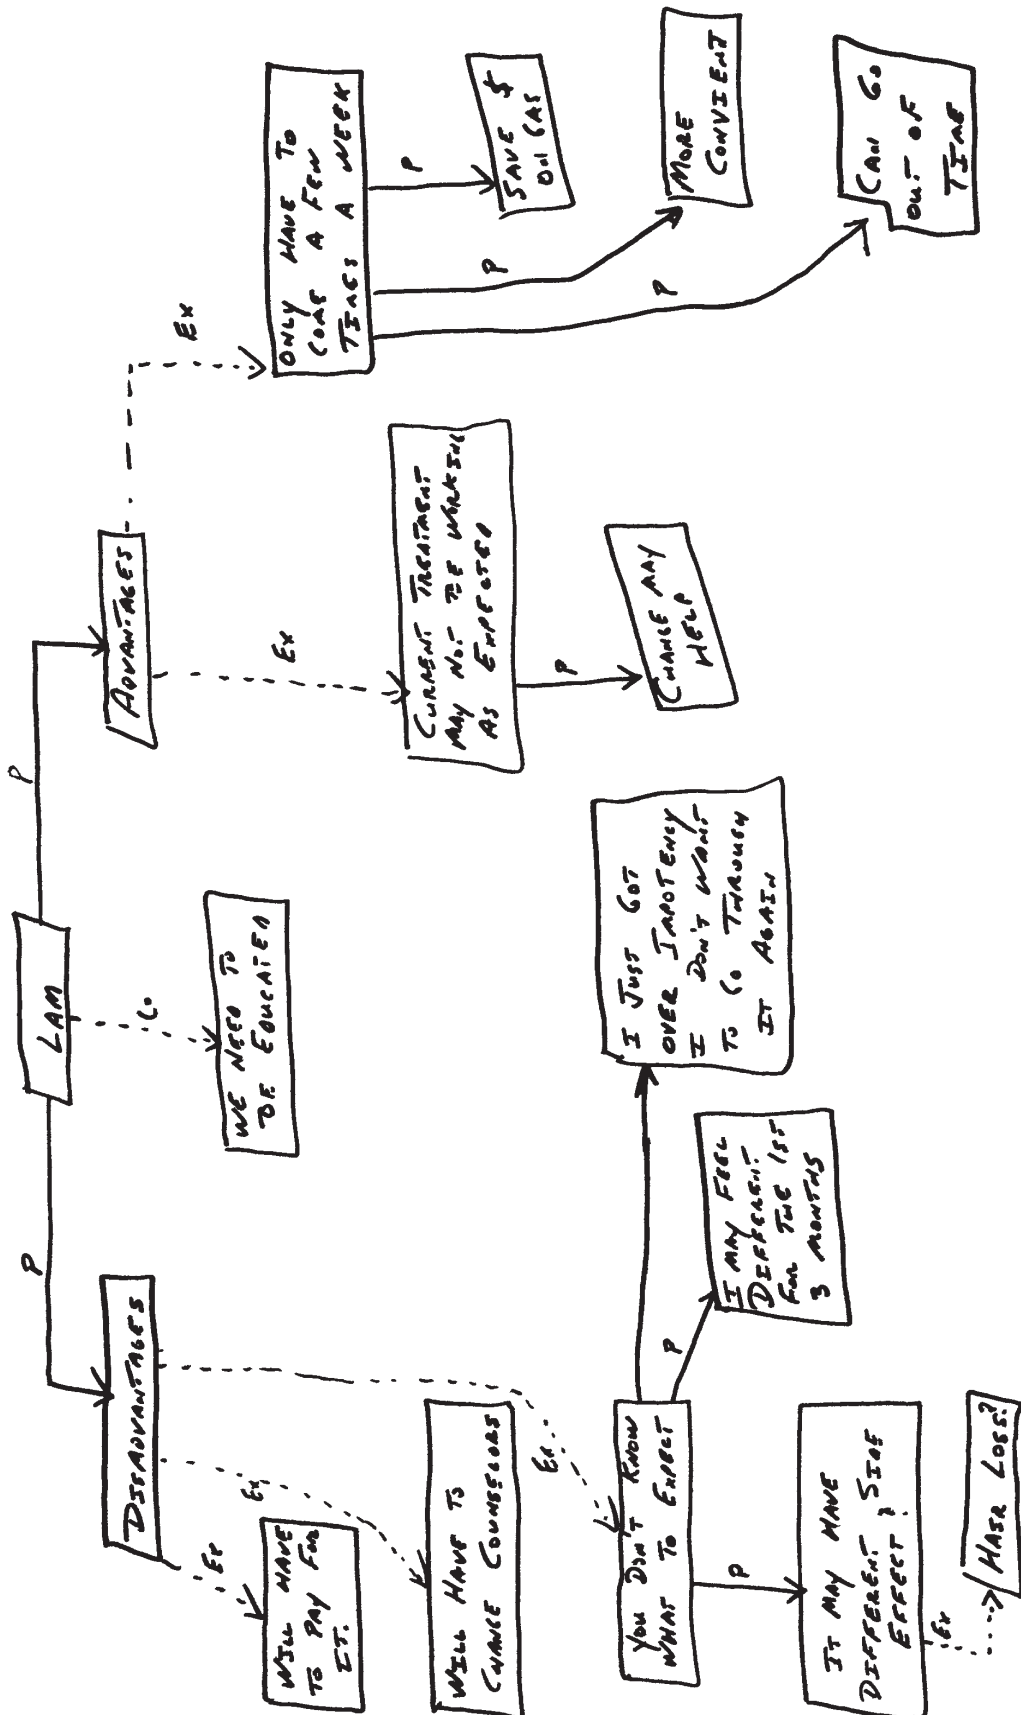 LAM
P
P
DISADVANTAGES
ADVANTAGES
Co
WE NEED TO
BE EDUCATED
Ex
Ex
Ex
WILL HAVE
TO PAY FOR
IT.
WILL HAVE TO
CHANGE COUNSELORS
YOU DON'T KNOW
WHAT TO EXPECT
P
P
IT MAY HAVE
DIFFERENT SIDE
EFFECT?
Ex
HAIR LOSS?
I MAY FEEL
DIFFERENT
FOR THE 1ST
3 MONTHS
I JUST GOT
OVER IMPOTENCY
I DON'T WANT
TO GO THROUGH
IT AGAIN
Ex
Ex
CURRENT TREATMENT
MAY NOT BE WORKING
AS EXPECTED
P
CHANGE MAY
HELP
ONLY HAVE TO
COME A FEW
TIMES A WEEK
P
P
P
SAVE $
ON GAS
MORE
CONVIENT
CAN GO
OUT OF
TIME